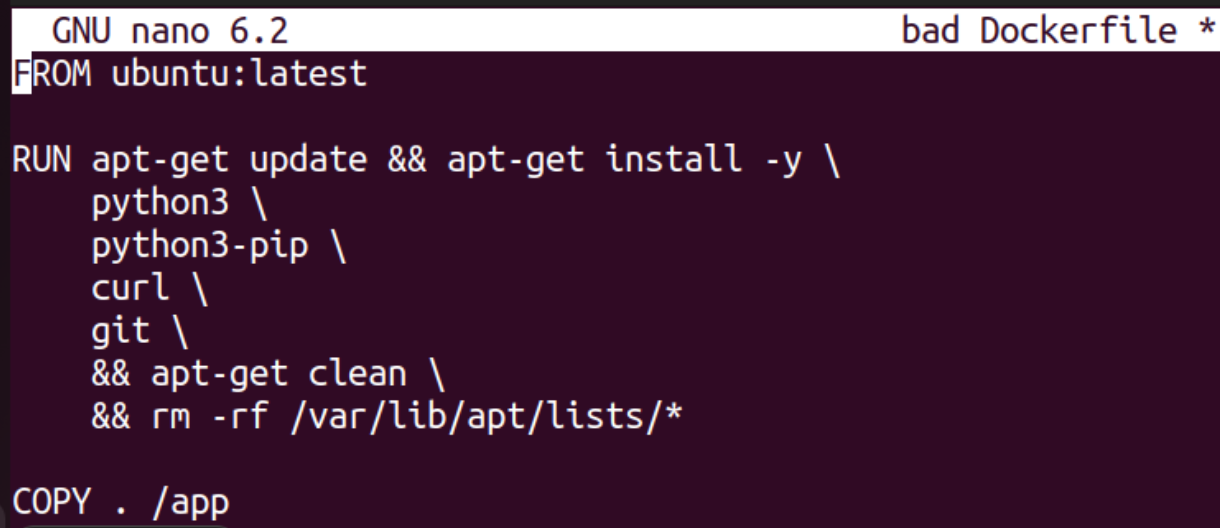 GNU nano 6.2 bad Dockerfile *
FROM ubuntu:latest
RUN apt-get update && apt-get install -y \
python3 \
python3-pip \
curl \
git \
&& apt-get clean \
&& rm -rf /var/lib/apt/lists/*
COPY . /app